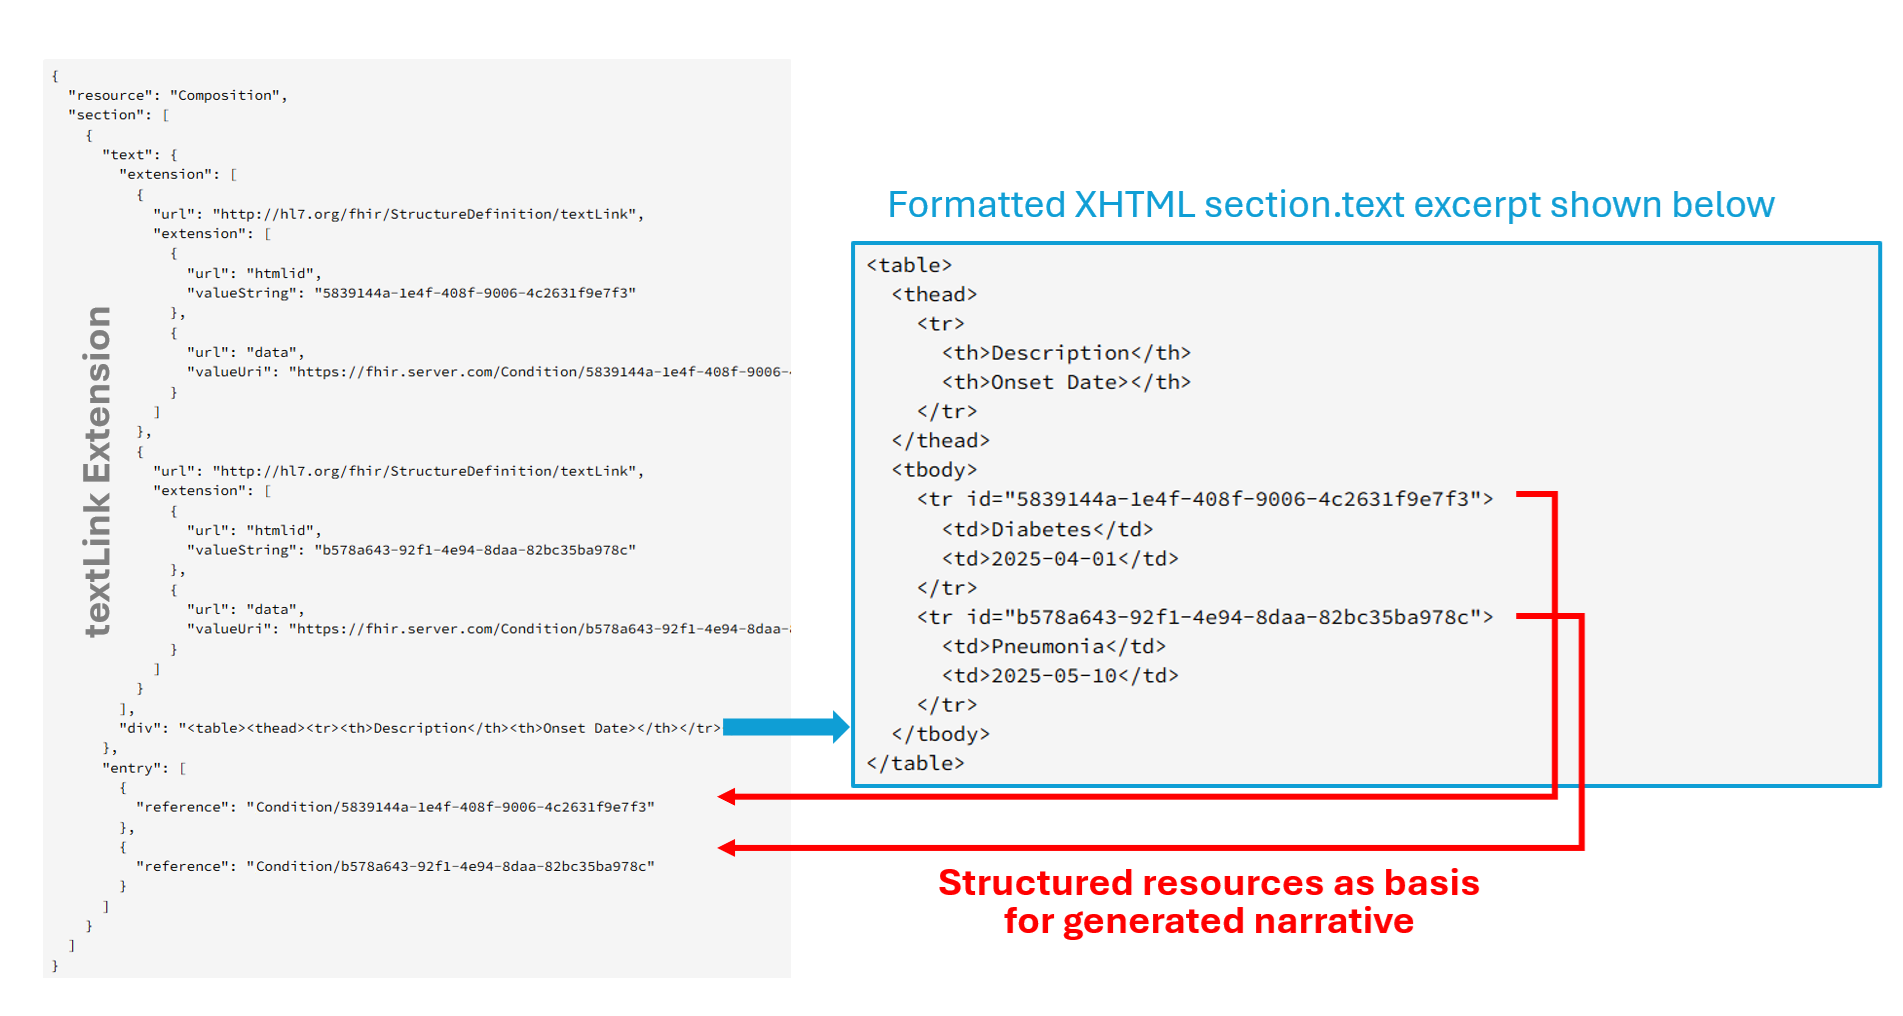 {
"resource": "Composition",
"section": [
{
"text": {
"extension": [
{
"url": "http://hl7.org/fhir/StructureDefinition/textLink",
"extension": [
{
"url": "htmlid",
"valueString": "5839144a-1e4f-408f-9006-4c2631f9e7f3"
},
{
"url": "data",
"valueUri": "https://fhir.server.com/Condition/5839144a-1e4f-408f-9006-
}
]
},
{
"url": "http://hl7.org/fhir/StructureDefinition/textLink",
"extension": [
{
"url": "htmlid",
"valueString": "b578a643-92f1-4e94-8daa-82bc35ba978c"
},
{
"url": "data",
"valueUri": "https://fhir.server.com/Condition/b578a643-92f1-4e94-8daa-
}
]
}
],
"div": "<table><thead><tr><th>Description</th><th>Onset Date></th></tr>
},
"entry": [
{
"reference": "Condition/5839144a-1e4f-408f-9006-4c2631f9e7f3"
},
{
"reference": "Condition/b578a643-92f1-4e94-8daa-82bc35ba978c"
}
]
}
]
}
textLink Extension
Formatted XHTML section.text excerpt shown below
<table>
<thead>
<tr>
<th>Description</th>
<th>Onset Date></th>
</tr>
</thead>
<tbody>
<tr id="5839144a-1e4f-408f-9006-4c2631f9e7f3">
<td>Diabetes</td>
<td>2025-04-01</td>
</tr>
<tr id="b578a643-92f1-4e94-8daa-82bc35ba978c">
<td>Pneumonia</td>
<td>2025-05-10</td>
</tr>
</tbody>
</table>
Structured resources as basis
for generated narrative